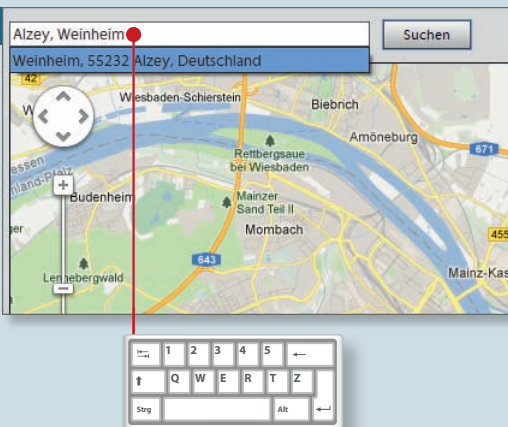 Alzey, Weinheim
Suchen
Weinheim, 55232 Alzey, Deutschland
42
Wiesbaden-Schierstein
Biebrich
Amöneburg
671
Rettbergsaue
bei Wiesbaden
essen
inland-Pfalz
Budenheim
Mainzer
Sand Teil II
Mombach
455
643
Mainz-Kas
Lennebergwald
1 2 3 4 5
Q W E R T Z
Strg Alt